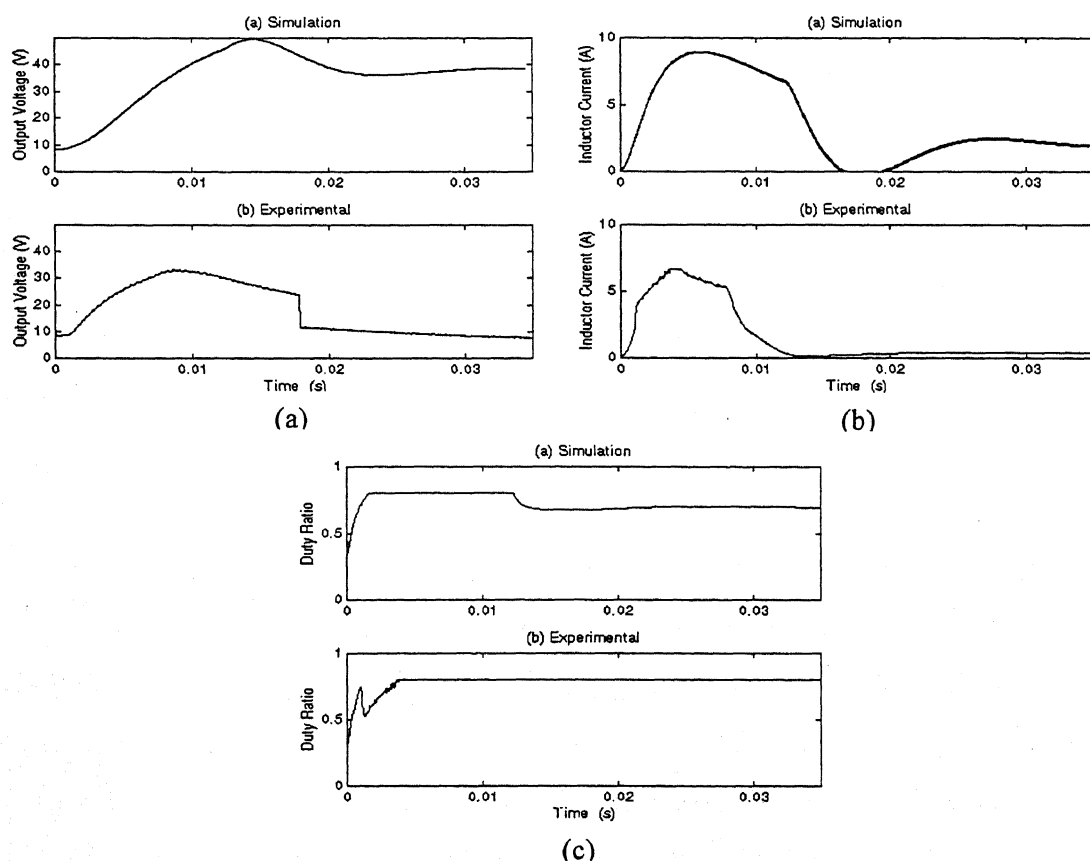 (a) Simulation
Output Voltage (V)
40
30
20
10
0
0 0.01 0.02 0.03
(b) Experimental
Output Voltage (V)
40
30
20
10
0
0 0.01 0.02 0.03
Time (s)
(a)
(a) Simulation
Inductor Current (A)
10
5
0
0 0.01 0.02 0.03
(b) Experimental
Inductor Current (A)
10
5
0
0 0.01 0.02 0.03
Time (s)
(b)
(a) Simulation
Duty Ratio
1
0.5
0
0 0.01 0.02 0.03
(b) Experimental
Duty Ratio
1
0.5
0
0 0.01 0.02 0.03
Time (s)
(c)